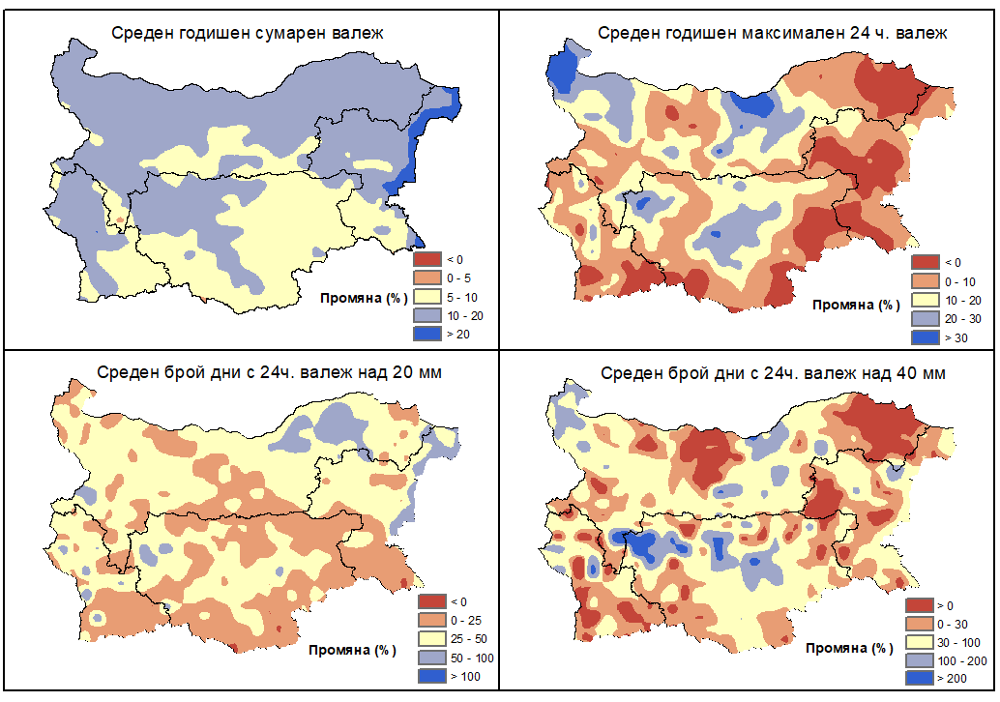 Среден годишен сумарен валеж
Промяна (%)
< 0
0 - 5
5 - 10
10 - 20
> 20
Среден годишен максимален 24 ч. валеж
Промяна (%)
< 0
0 - 10
10 - 20
20 - 30
> 30
Среден брой дни с 24ч. валеж над 20 мм
Промяна (%)
< 0
0 - 25
25 - 50
50 - 100
> 100
Среден брой дни с 24ч. валеж над 40 мм
Промяна (%)
> 0
0 - 30
30 - 100
100 - 200
> 200